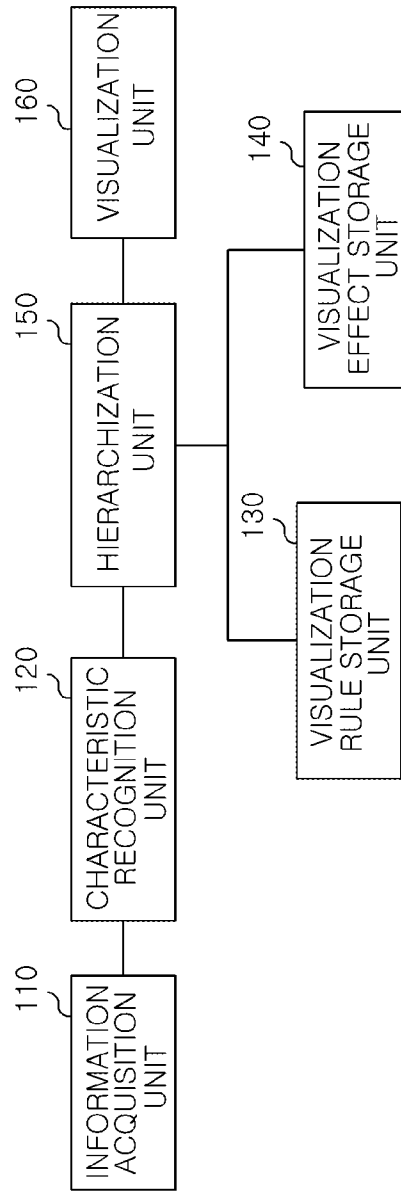 110
INFORMATION
ACQUISITION
UNIT
120
CHARACTERISTIC
RECOGNITION
UNIT
150
HIERARCHIZATION
UNIT
160
VISUALIZATION
UNIT
130
VISUALIZATION
RULE STORAGE
UNIT
140
VISUALIZATION
EFFECT STORAGE
UNIT